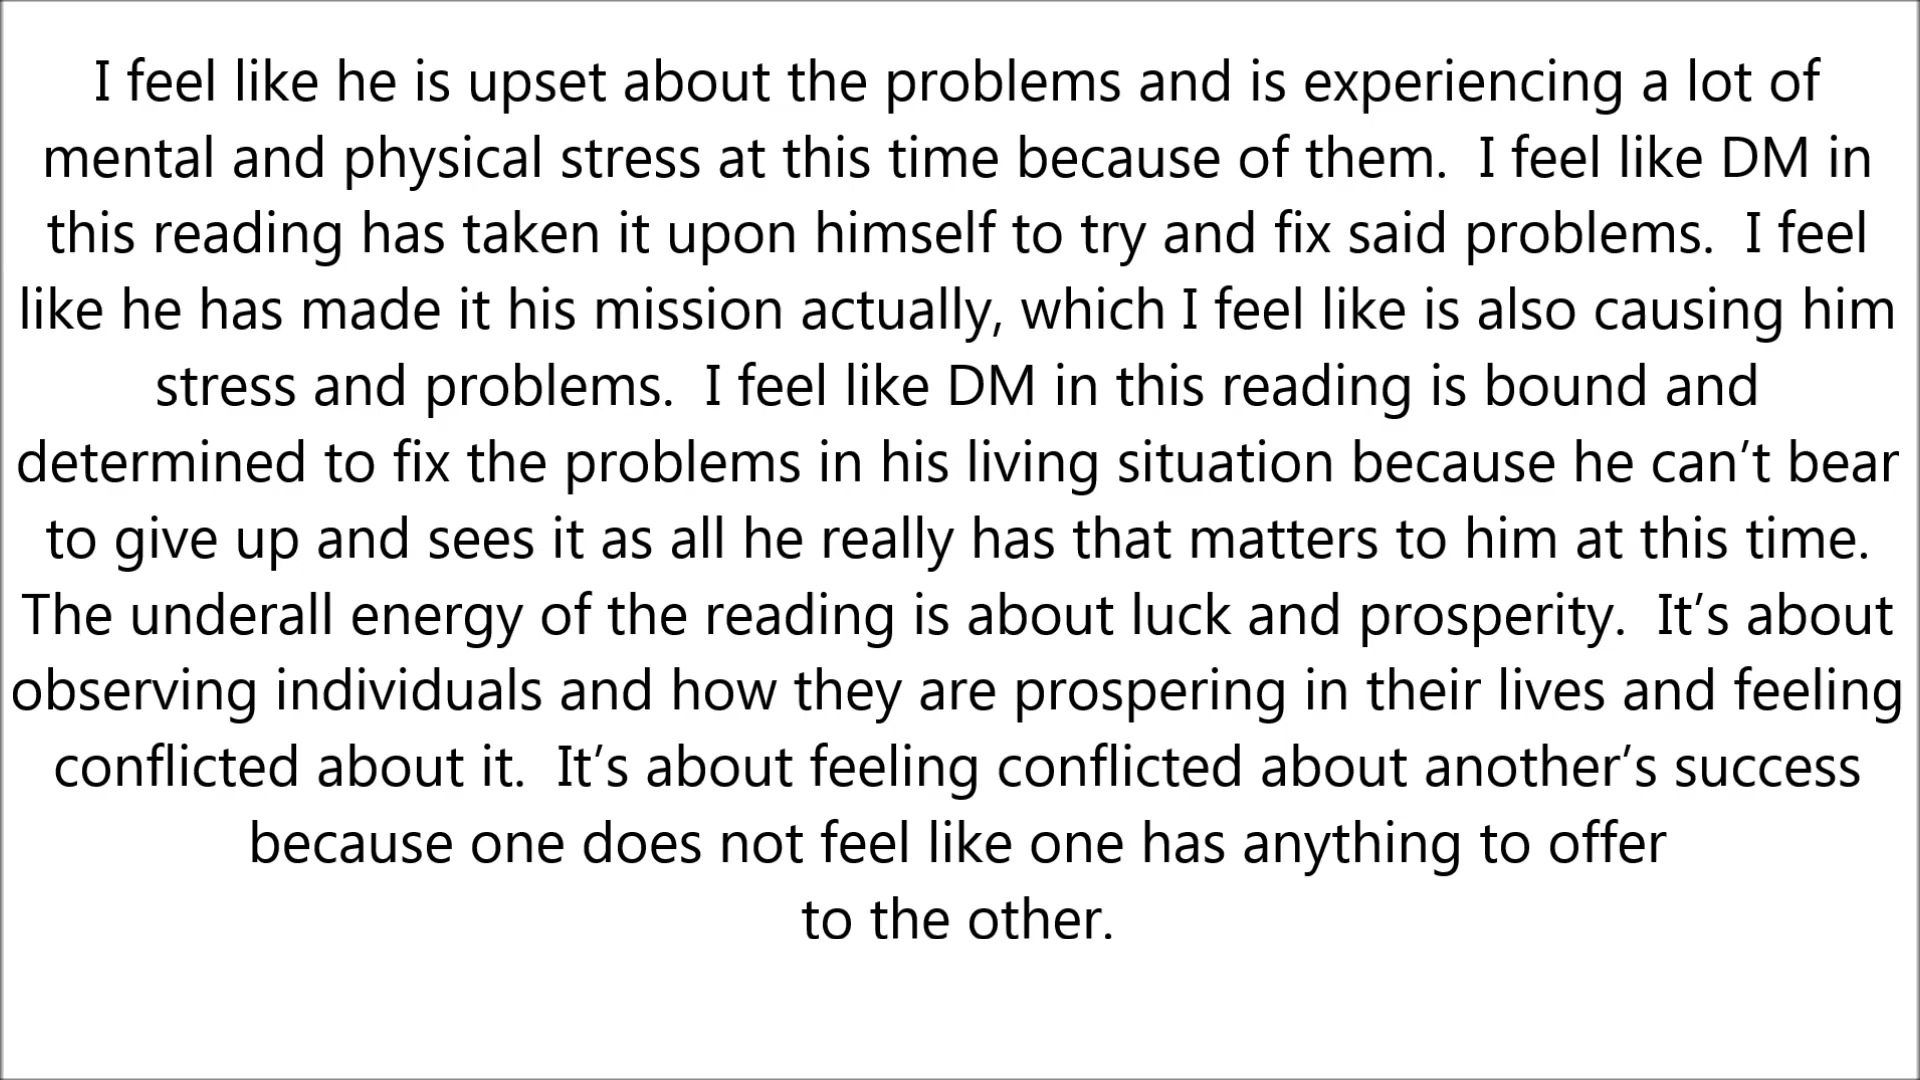 I feel like he is upset about the problems and is experiencing a lot of
mental and physical stress at this time because of them.  I feel like DM in
this reading has taken it upon himself to try and fix said problems.  I feel
like he has made it his mission actually, which I feel like is also causing him
stress and problems.  I feel like DM in this reading is bound and
determined to fix the problems in his living situation because he can’t bear
to give up and sees it as all he really has that matters to him at this time.
The underall energy of the reading is about luck and prosperity.  It’s about
observing individuals and how they are prospering in their lives and feeling
conflicted about it.  It’s about feeling conflicted about another’s success
because one does not feel like one has anything to offer
to the other.